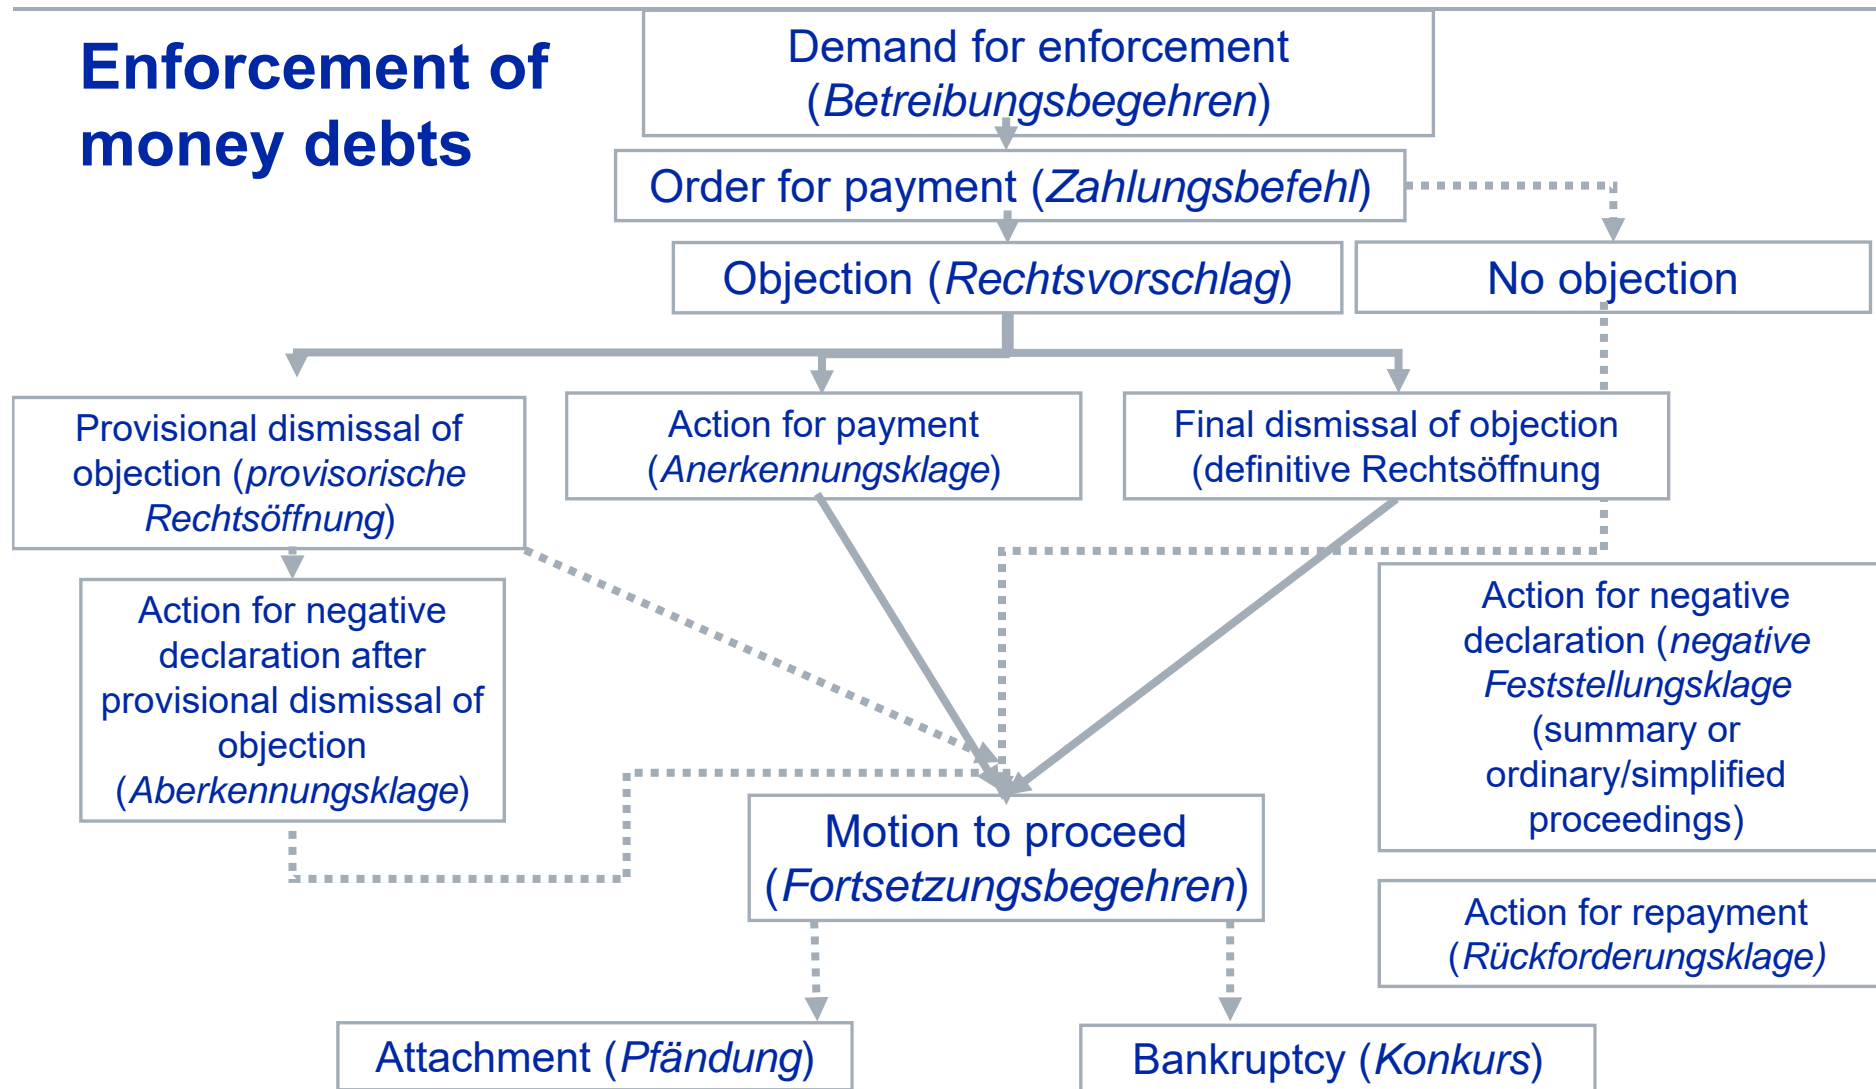 Enforcement of
money debts
Demand for enforcement
(Betreibungsbegehren)
Order for payment (Zahlungsbefehl)
Objection (Rechtsvorschlag)
No objection
Provisional dismissal of
objection (provisorische
Rechtsöffnung)
Action for payment
(Anerkennungsklage)
Final dismissal of objection
(definitive Rechtsöffnung
Action for negative
declaration after
provisional dismissal of
objection
(Aberkennungsklage)
Action for negative
declaration (negative
Feststellungsklage
(summary or
ordinary/simplified
proceedings)
Motion to proceed
(Fortsetzungsbegehren)
Action for repayment
(Rückforderungsklage)
Attachment (Pfändung)
Bankruptcy (Konkurs)